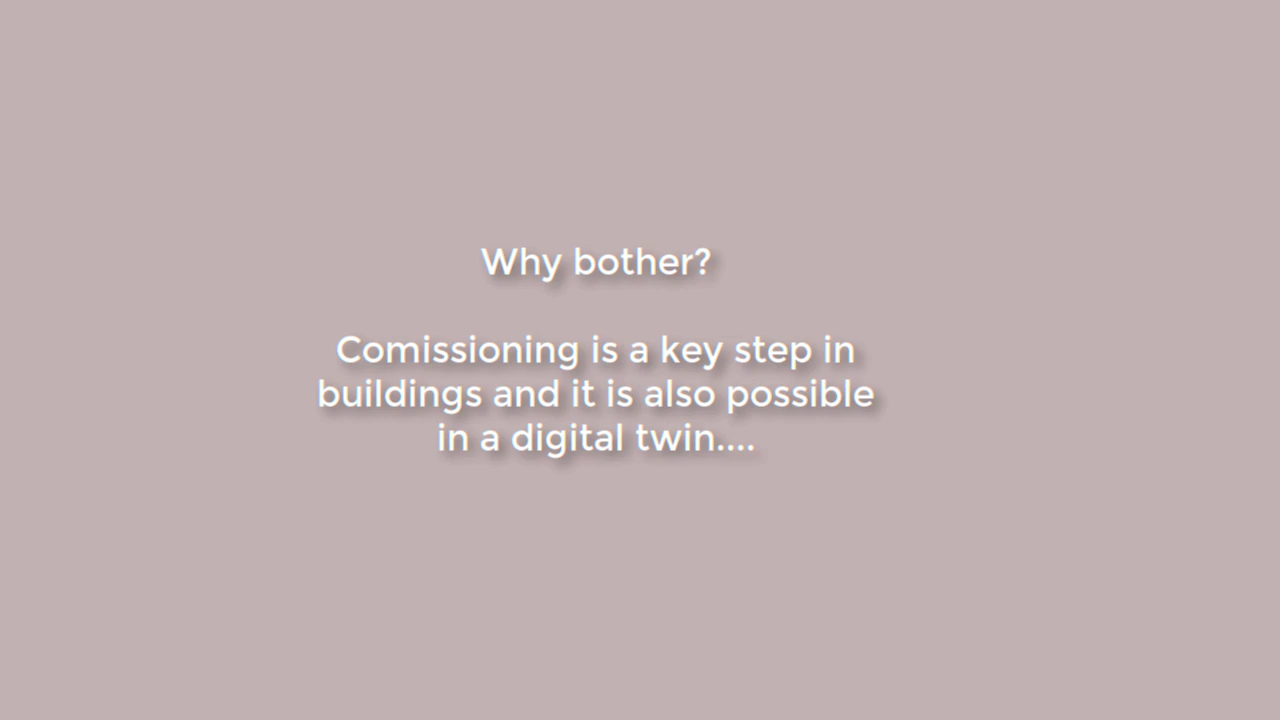 Why bother?
Comissioning is a key step in
buildings and it is also possible
in a digital twin....